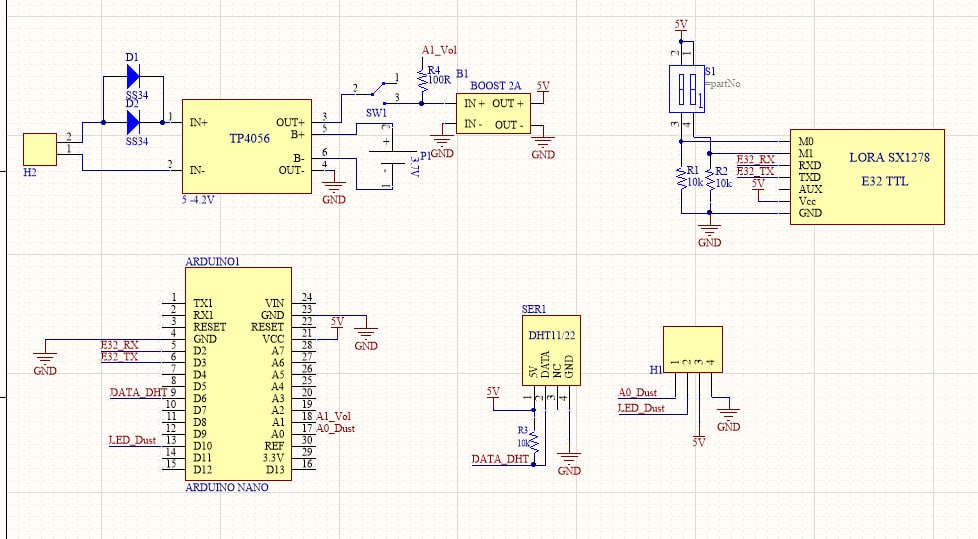 D1
SS34
D2
SS34
2
1
H2
1 IN+
2 IN-
TP4056
OUT+ 3
B+ 5
B- 6
OUT- 4
5 -4.2V
GND
2
1
3
SW1
A1_Vol
R4
100R
B1
BOOST 2A
IN + OUT +
IN - OUT -
5V
GND
GND
2
+
P1
3.7V
-
1
5V
2 1
S1
=partNo
1
3 4
R1
10k
R2
10k
GND
E32_RX
E32_TX
5V
M0
M1
RXD
TXD
AUX
Vcc
GND
LORA SX1278
E32 TTL
ARDUINO1
1 TX1 VIN 24
2 RX1 GND 23
3 RESET RESET 22
4 GND VCC 21
5 D2 A7 28
6 D3 A6 27
7 D4 A5 26
8 D5 A4 25
9 D6 A3 20
10 D7 A2 19
11 D8 A1 18
12 D9 A0 17
13 D10 REF 30
14 D11 3.3V 29
15 D12 D13 16
ARDUINO NANO
GND
E32_RX
E32_TX
DATA_DHT
LED_Dust
5V
GND
A1_Vol
A0_Dust
SER1
DHT11/22
5V
DATA
NC
GND
1
2
3
4
5V
R3
10k
DATA_DHT
GND
H1
1
2
3
4
A0_Dust
LED_Dust
5V
GND